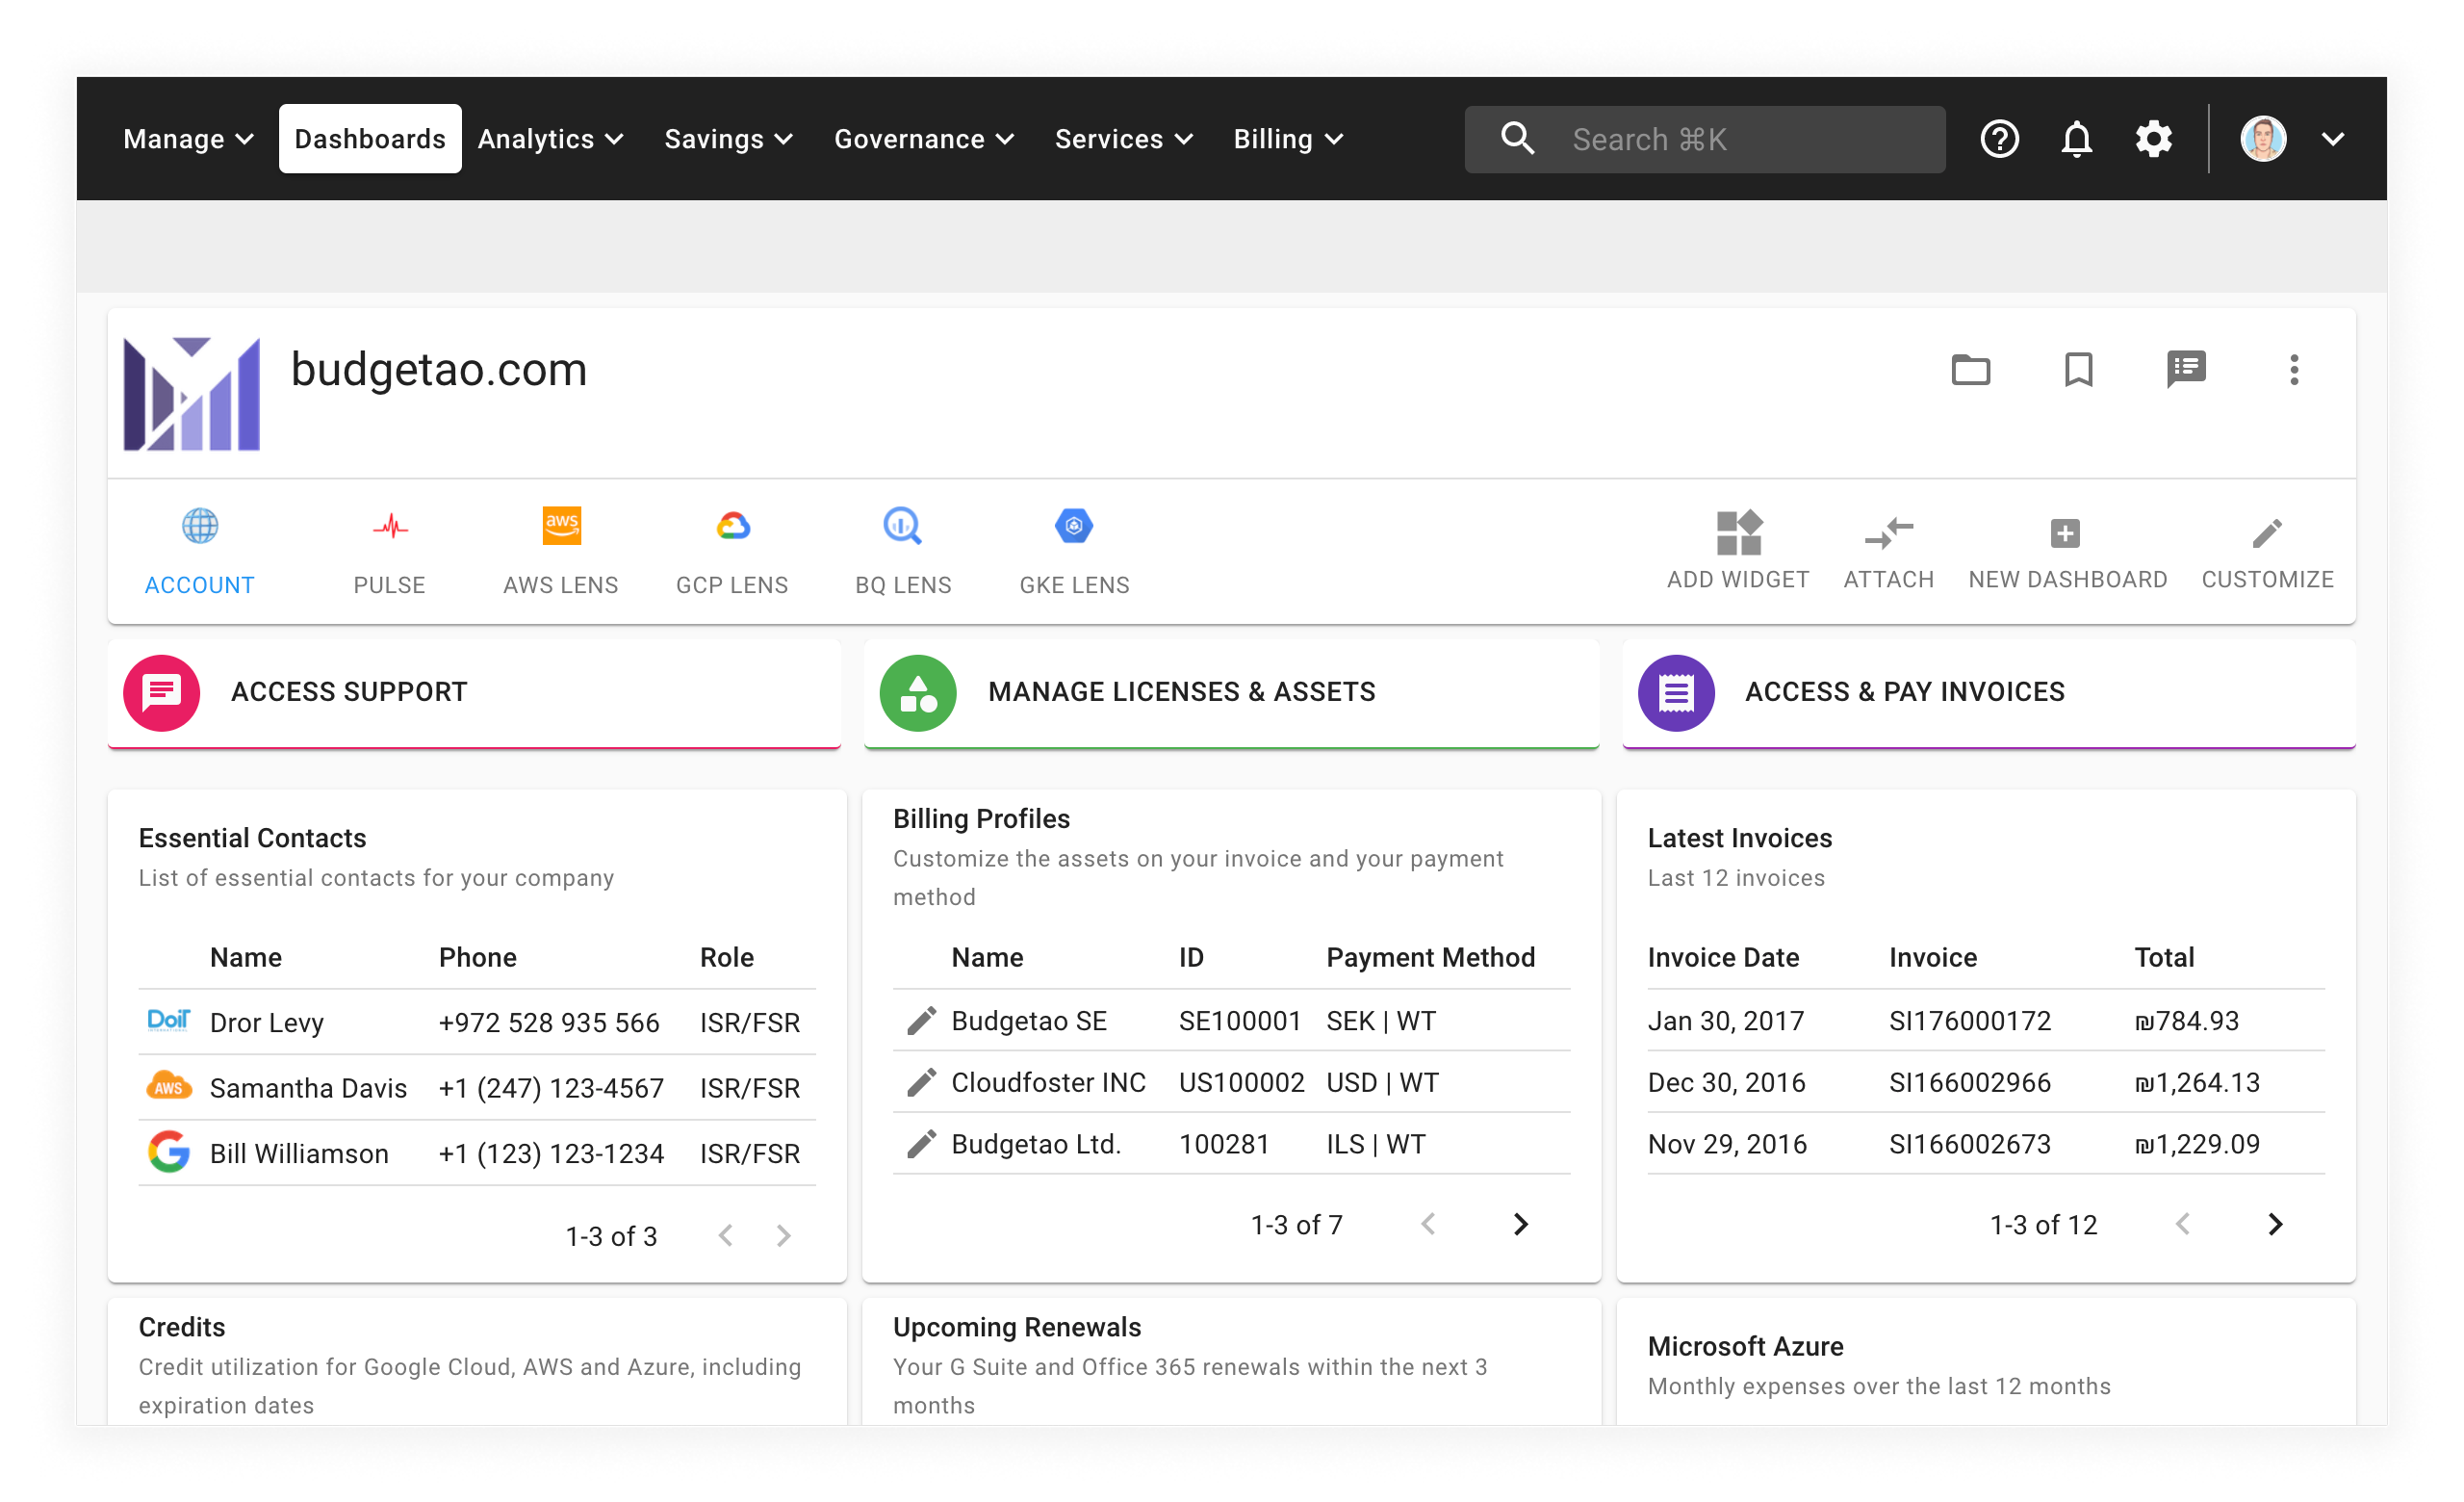 Manage Dashboards Analytics Savings Governance Services Billing Search ⌘K
budgetao.com
ACCOUNT PULSE AWS LENS GCP LENS BQ LENS GKE LENS ADD WIDGET ATTACH NEW DASHBOARD CUSTOMIZE
aws
ACCESS SUPPORT
MANAGE LICENSES & ASSETS
ACCESS & PAY INVOICES
Essential Contacts
List of essential contacts for your company
Name Phone Role
DoiT Dror Levy +972 528 935 566 ISR/FSR
AWS Samantha Davis +1 (247) 123-4567 ISR/FSR
G Bill Williamson +1 (123) 123-1234 ISR/FSR
1-3 of 3
Billing Profiles
Customize the assets on your invoice and your payment
method
Name ID Payment Method
Budgetao SE SE100001 SEK | WT
Cloudfoster INC US100002 USD | WT
Budgetao Ltd. 100281 ILS | WT
1-3 of 7
Latest Invoices
Last 12 invoices
Invoice Date Invoice Total
Jan 30, 2017 SI176000172 ₪784.93
Dec 30, 2016 SI166002966 ₪1,264.13
Nov 29, 2016 SI166002673 ₪1,229.09
1-3 of 12
Credits
Credit utilization for Google Cloud, AWS and Azure, including
expiration dates
Upcoming Renewals
Your G Suite and Office 365 renewals within the next 3
months
Microsoft Azure
Monthly expenses over the last 12 months